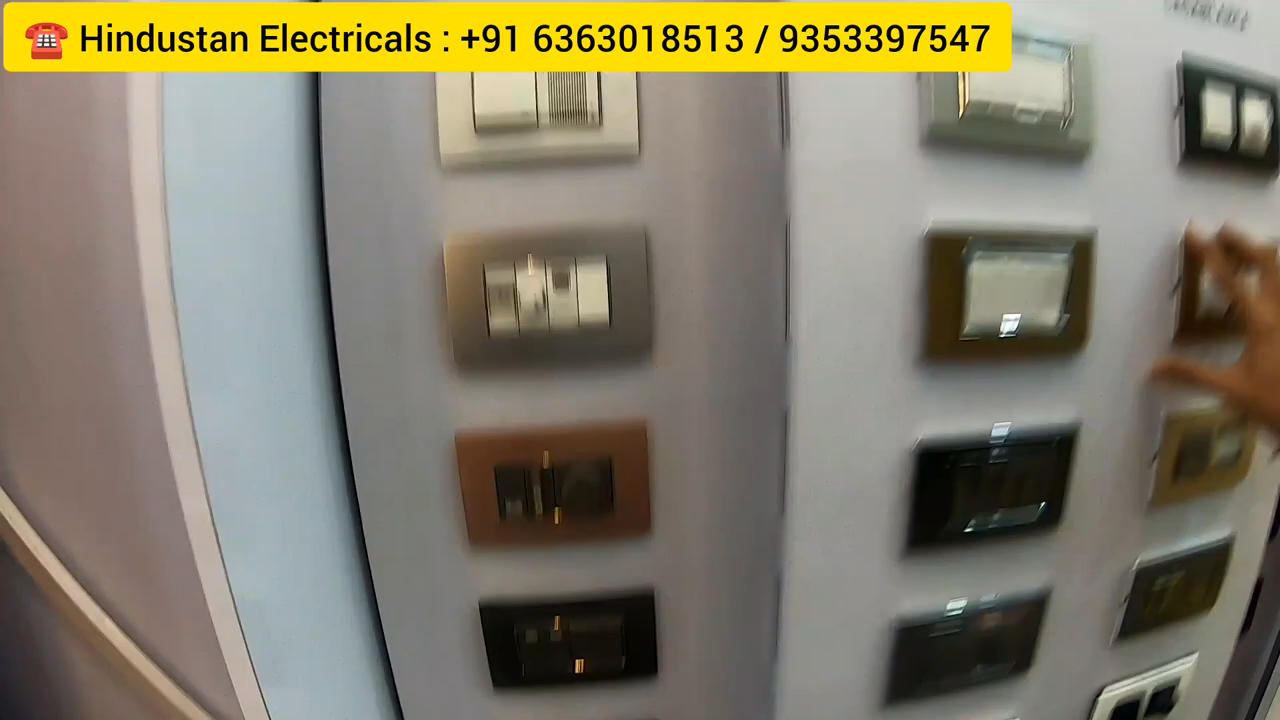 ☎️ Hindustan Electricals : +91 6363018513 / 9353397547